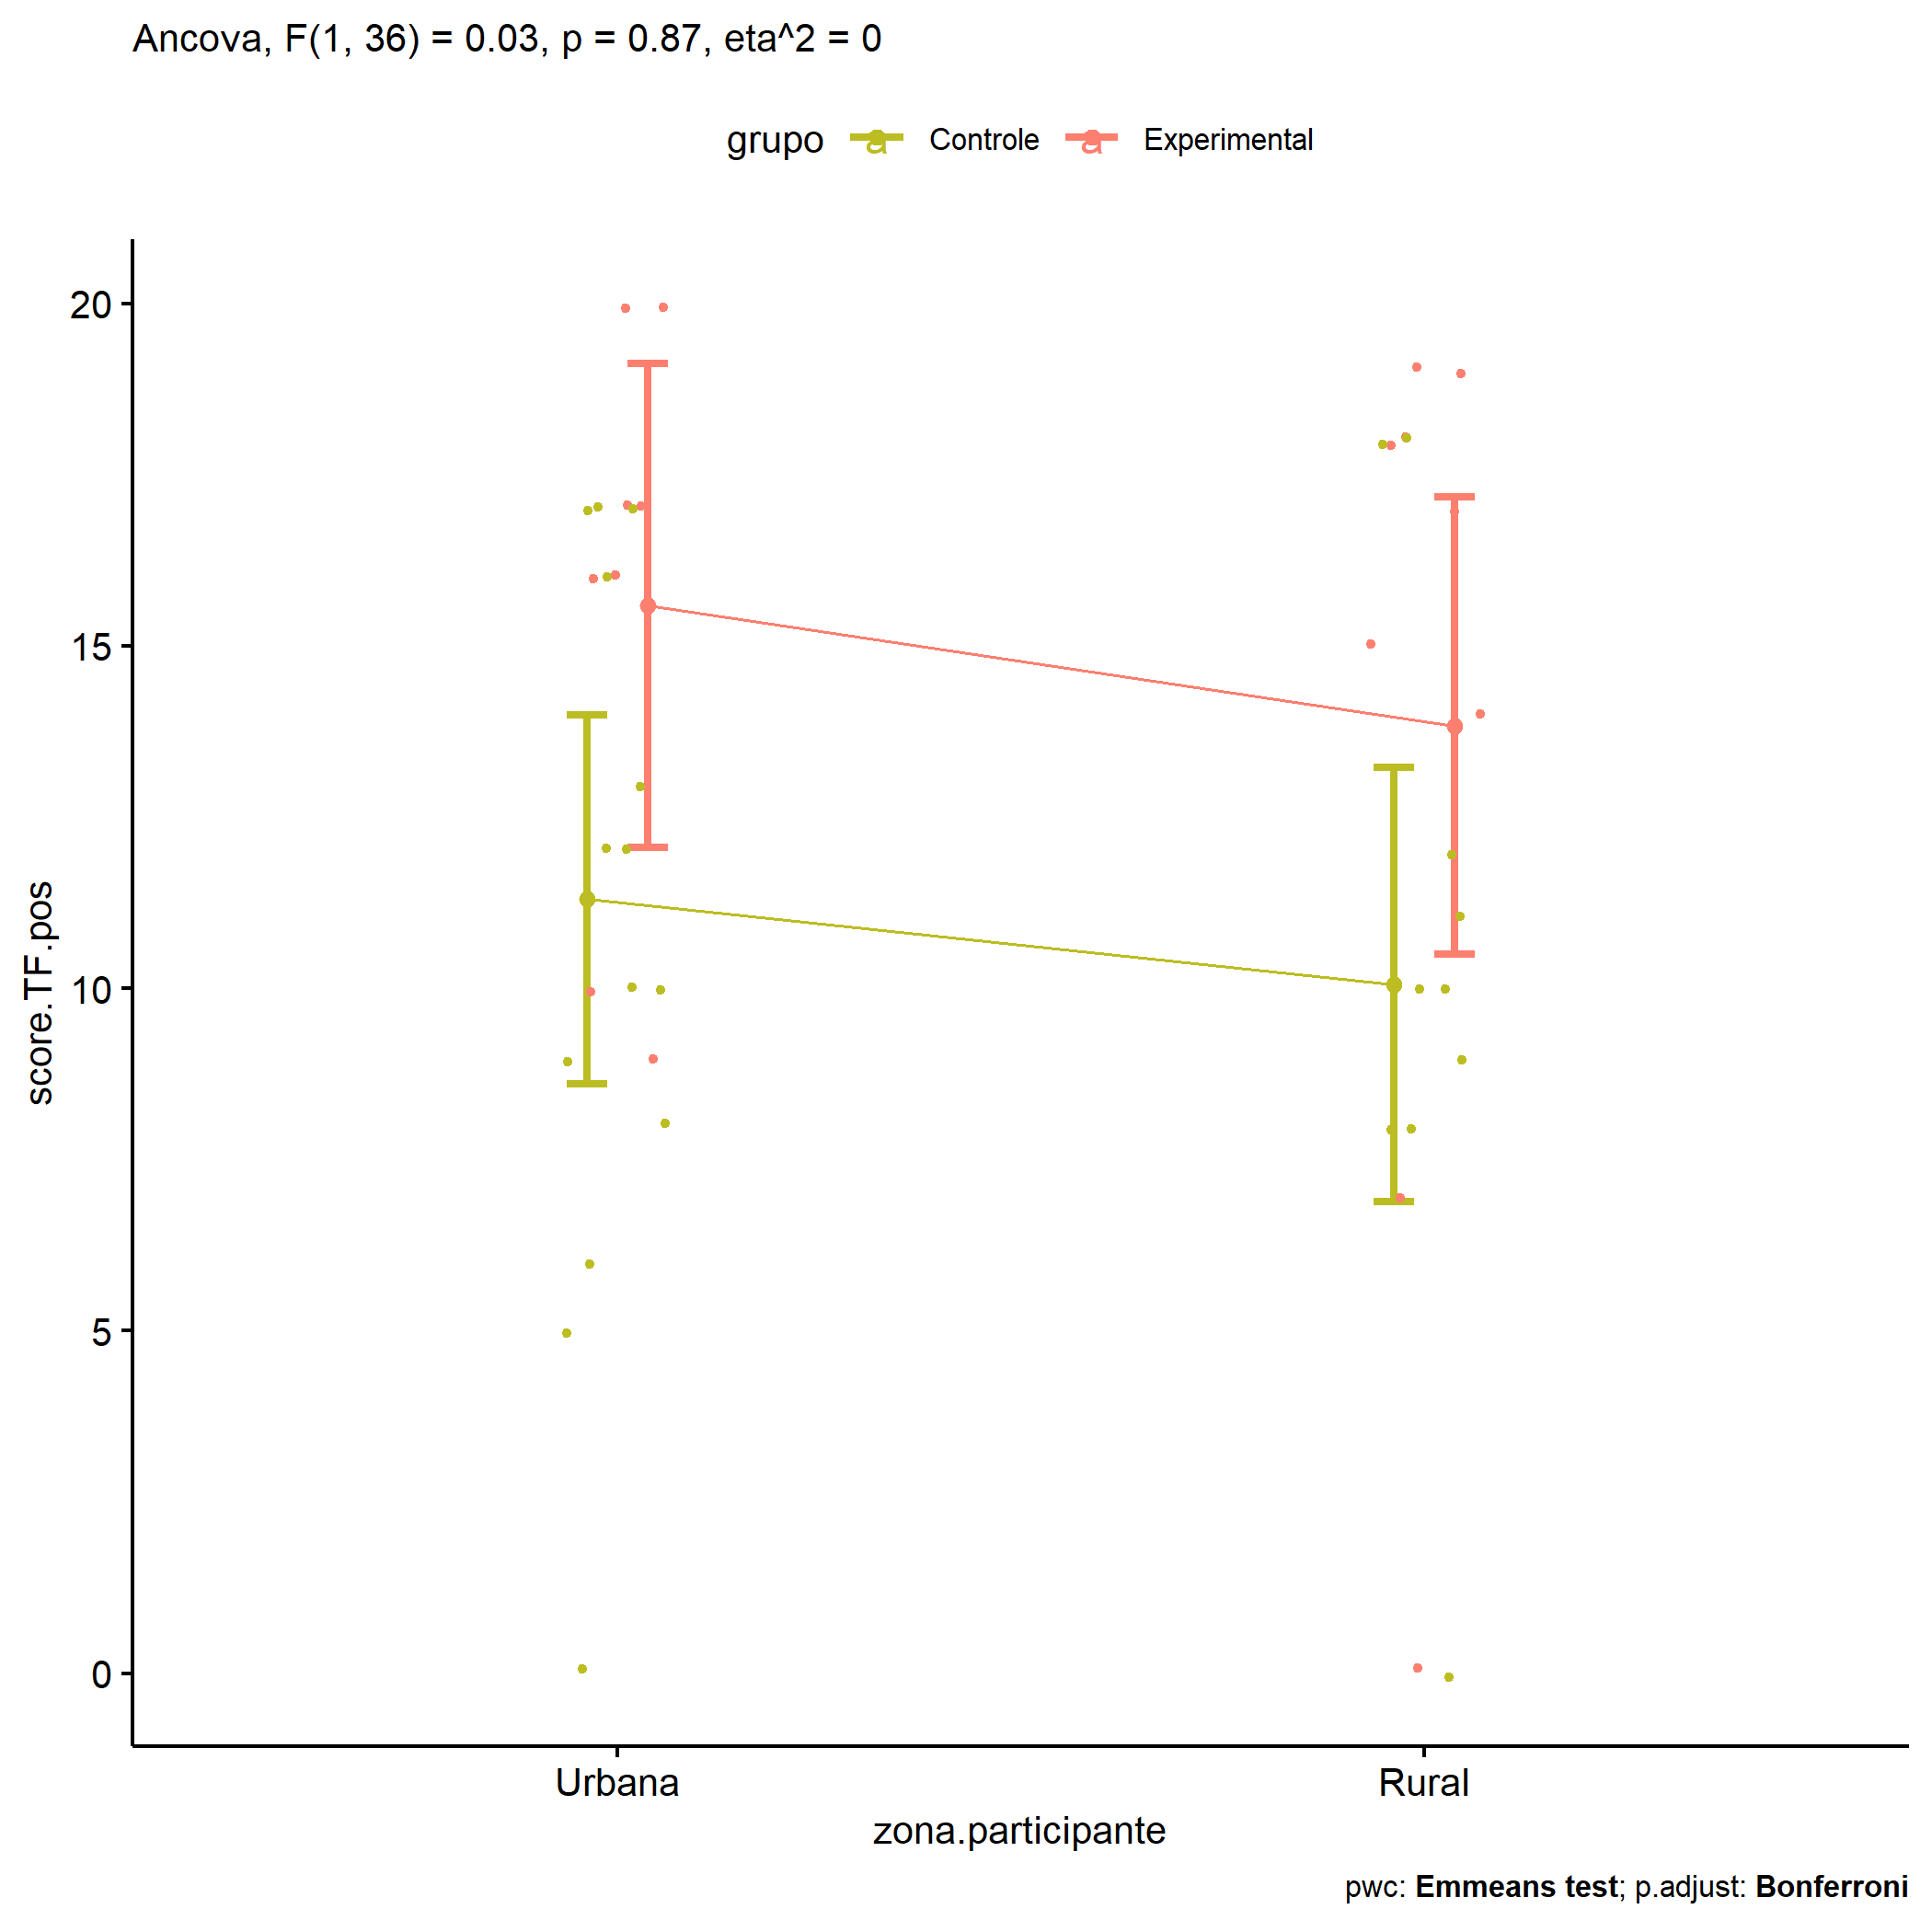 Ancova, F(1, 36) = 0.03, p = 0.87, eta^2 = 0
grupo a Controle a Experimental
20
15
10
5
0
score.TF.pos
Urbana Rural
zona.participante
pwc: Emmeans test; p.adjust: Bonferroni